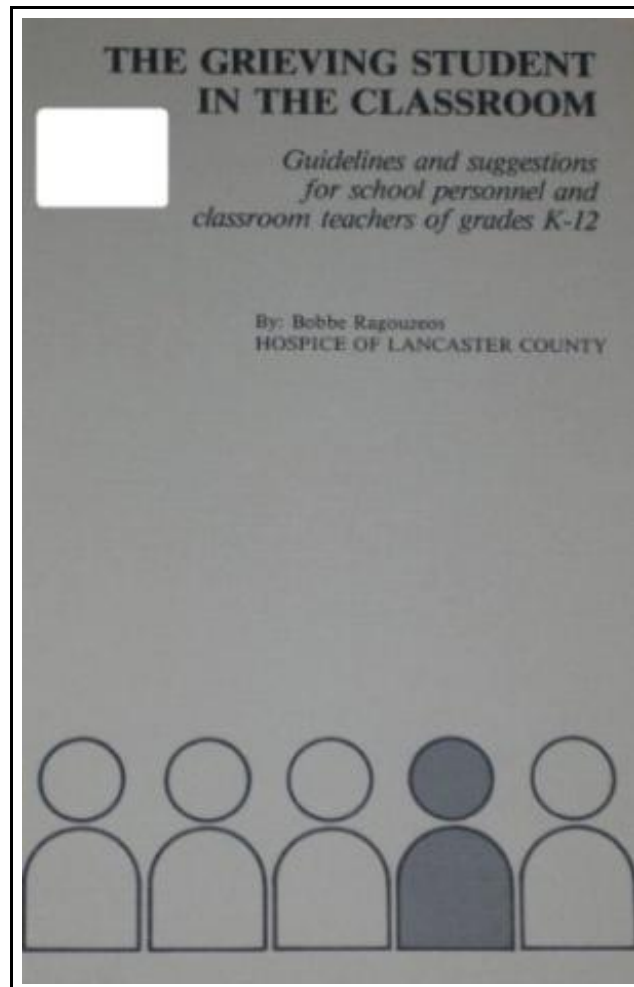 THE GRIEVING STUDENT
IN THE CLASSROOM
Guidelines and suggestions
for school personnel and
classroom teachers of grades K-12
By: Bobbe Ragouzeos
HOSPICE OF LANCASTER COUNTY